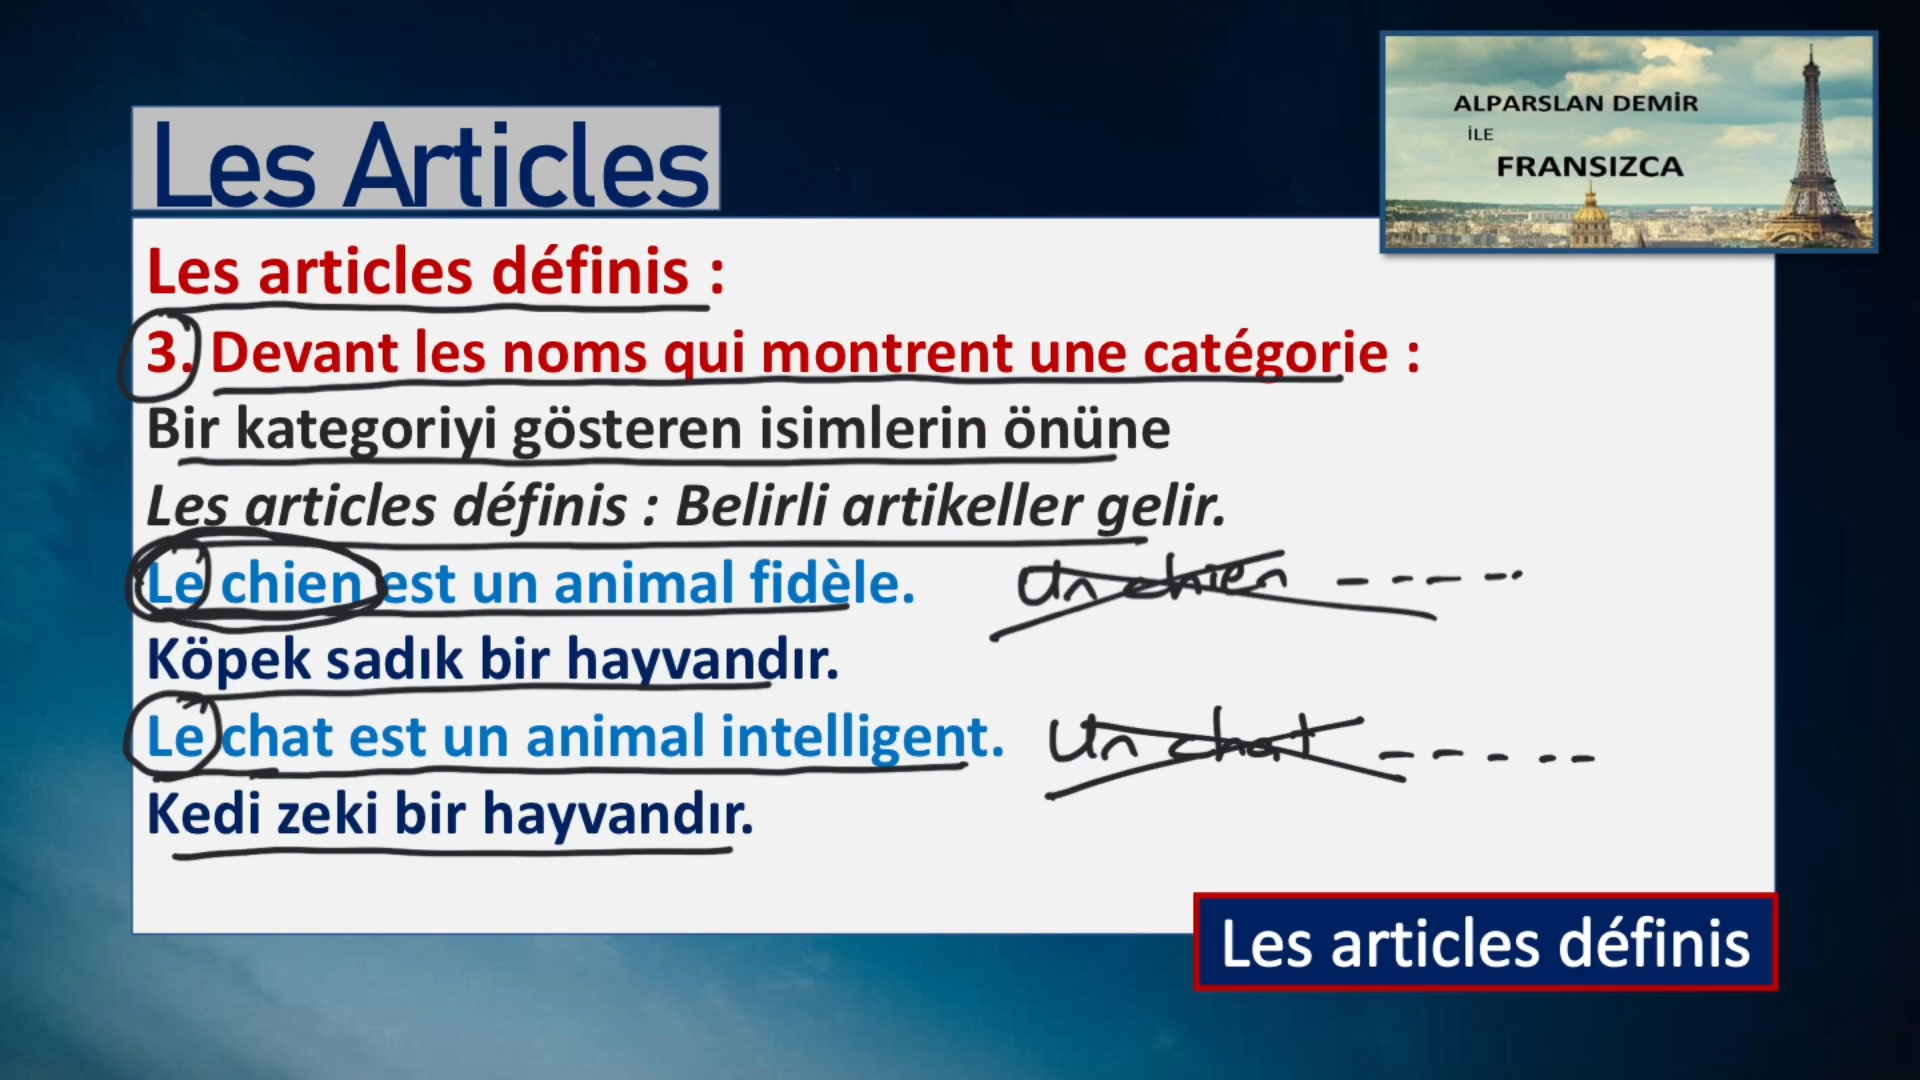 ALPARSLAN DEMİR
İLE
FRANSIZCA
Les Articles
Les articles définis :
3. Devant les noms qui montrent une catégorie :
Bir kategoriyi gösteren isimlerin önüne
Les articles définis : Belirli artikeller gelir.
Le chien est un animal fidèle.
Un chien -----
Köpek sadık bir hayvandır.
Le chat est un animal intelligent.
Un chat -----
Kedi zeki bir hayvandır.
Les articles définis